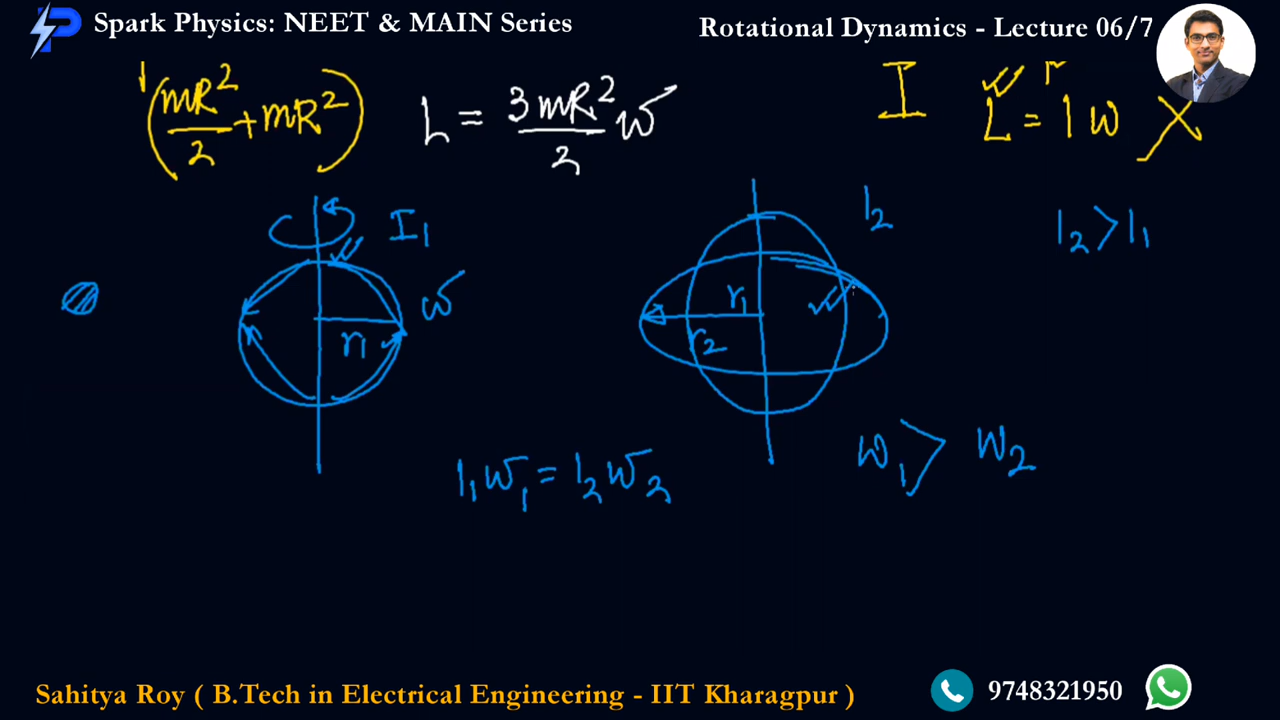 Spark Physics: NEET & MAIN Series
Rotational Dynamics - Lecture 06/7
(mR²/2 + mR²)
L = 3mR²/2 ω
I
L = Iω
I₁
ω
r₁
I₂
r₁
r₂
I₂ > I₁
I₁ω₁ = I₂ω₂
ω₁ > ω₂
Sahitya Roy ( B.Tech in Electrical Engineering - IIT Kharagpur )
9748321950